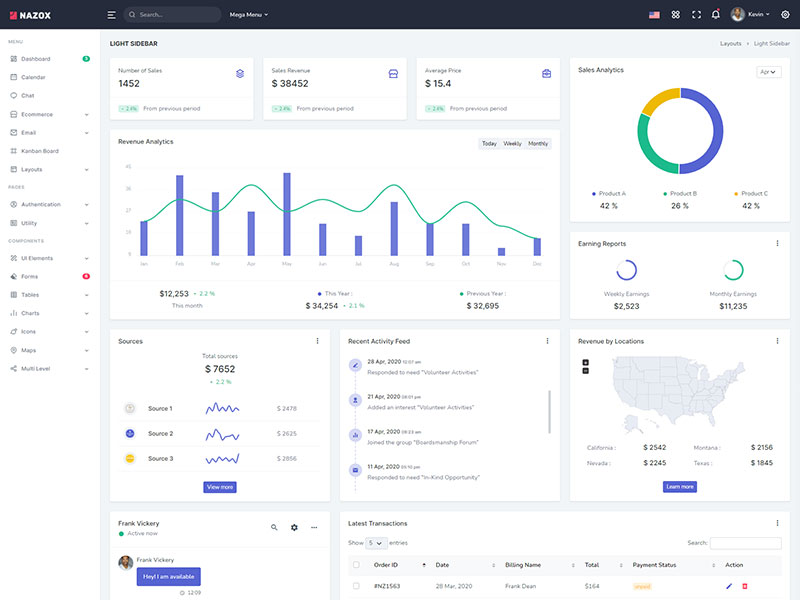 NAZOX
Search...
Mega Menu
Kevin
MENU
Dashboard 3
Calendar
Chat
Ecommerce
Email
Kanban Board
Layouts
PAGES
Authentication
Utility
COMPONENTS
UI Elements
Forms 6
Tables
Charts
Icons
Maps
Multi Level
LIGHT SIDEBAR
Layouts > Light Sidebar
Number of Sales
1452
2.4% From previous period
Sales Revenue
$ 38452
2.4% From previous period
Average Price
$ 15.4
2.4% From previous period
Sales Analytics
Apr
Product A
42 %
Product B
26 %
Product C
42 %
Revenue Analytics
Today Weekly Monthly
45
36
27
18
9
Jan Feb Mar Apr May Jun Jul Aug Sep Oct Nov Dec
$12,253 + 2.2 %
This month
This Year :
$ 34,254 + 2.1 %
Previous Year :
$ 32,695
Earning Reports
Weekly Earnings
$2,523
Monthly Earnings
$11,235
Sources
Total sources
$ 7652
+ 2.2 %
Source 1 $ 2478
Source 2 $ 2625
Source 3 $ 2856
View more
Recent Activity Feed
28 Apr, 2020 12:07 am
Responded to need "Volunteer Activities"
21 Apr, 2020 08:01 pm
Added an interest "Volunteer Activities"
17 Apr, 2020 09:23 am
Joined the group "Boardsmanship Forum"
11 Apr, 2020 05:10 pm
Responded to need "In-Kind Opportunity"
Revenue by Locations
+
-
California : $ 2542
Montana : $ 2156
Nevada : $ 2245
Texas : $ 1845
Learn more
Frank Vickery
Active now
Frank Vickery
Hey! I am available
12:09
Latest Transactions
Show 5 entries
Search:
Order ID Date Billing Name Total Payment Status Action
#NZ1563 28 Mar, 2020 Frank Dean $164 unpaid